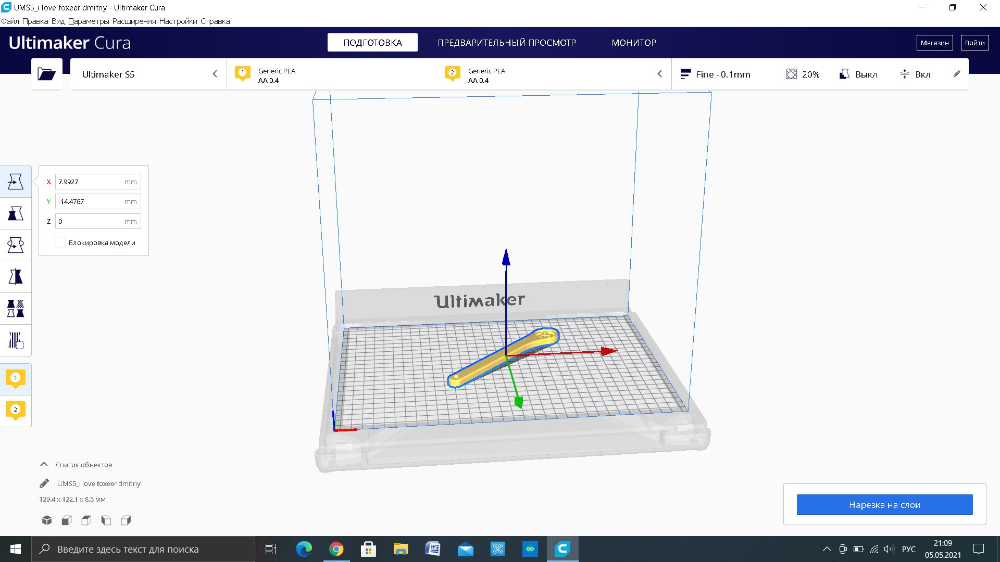 UMS5_i love foxeer dmitriy - Ultimaker Cura
Файл Правка Вид Параметры Расширения Настройки Справка
Ultimaker Cura
ПОДГОТОВКА
ПРЕДВАРИТЕЛЬНЫЙ ПРОСМОТР
МОНИТОР
Магазин
Войти
Ultimaker S5
1
Generic PLA
AA 0.4
2
Generic PLA
AA 0.4
Fine - 0.1mm
20%
Выкл
Вкл
X 7.9927 mm
Y -14.4767 mm
Z 0 mm
Блокировка модели
Ultimaker
1
2
Список объектов
UMS5_i love foxeer dmitriy
129.4 x 122.1 x 8.5 мм
Нарезка на слои
Введите здесь текст для поиска
РУС
21:09
05.05.2021